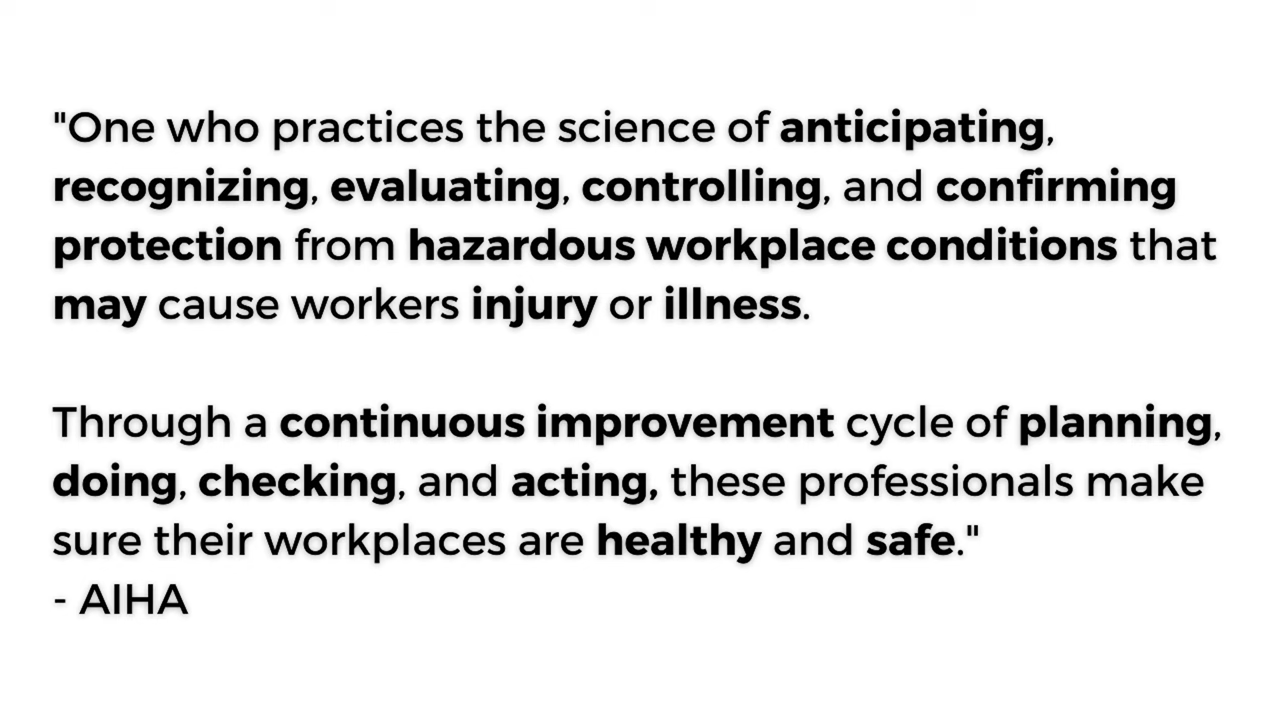 "One who practices the science of anticipating,
recognizing, evaluating, controlling, and confirming
protection from hazardous workplace conditions that
may cause workers injury or illness.
Through a continuous improvement cycle of planning,
doing, checking, and acting, these professionals make
sure their workplaces are healthy and safe."
- AIHA